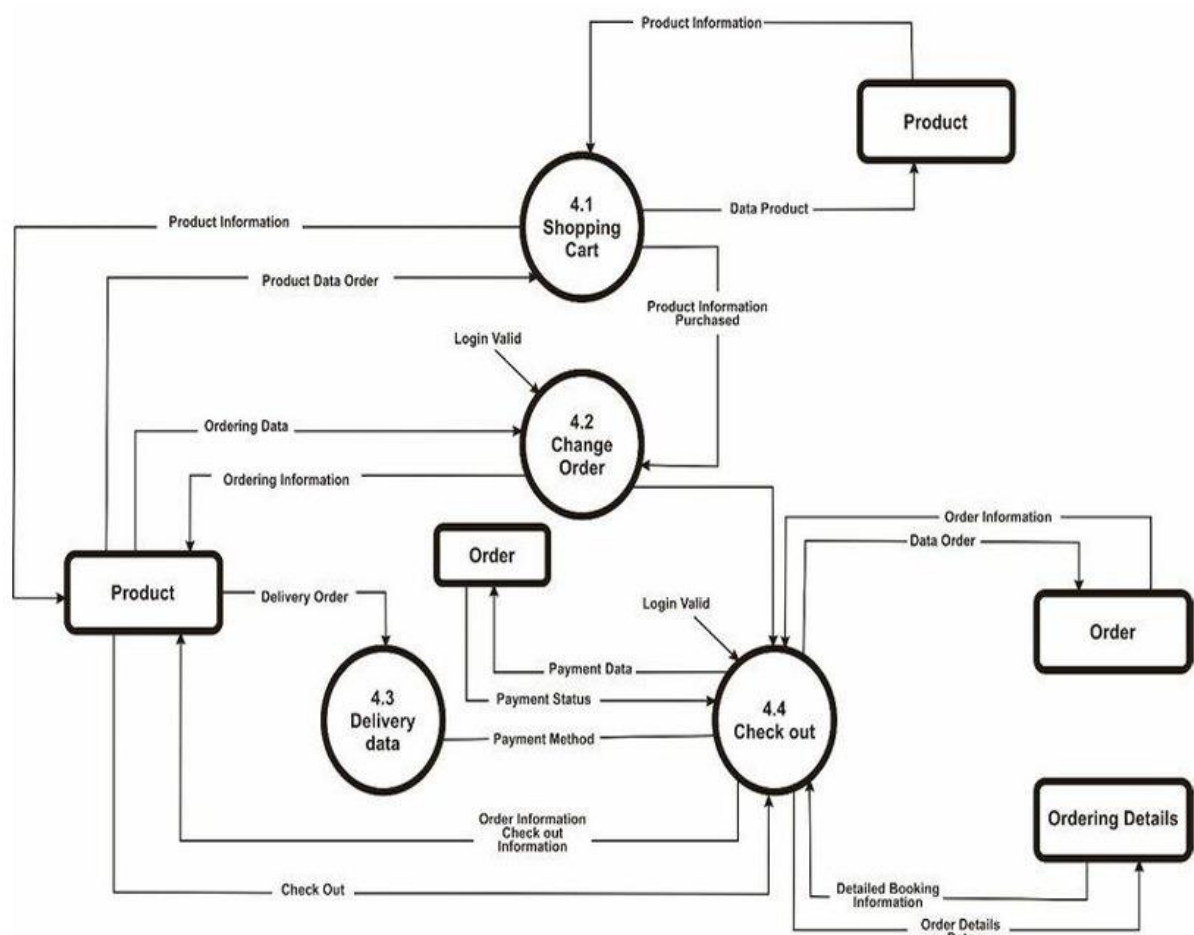 Product Information
Product
4.1
Shopping
Cart
Data Product
Product Information
Product Data Order
Product Information
Purchased
Login Valid
4.2
Change
Order
Ordering Data
Ordering Information
Order
Order Information
Data Order
Product
Delivery Order
Login Valid
Order
Payment Data
Payment Status
4.3
Delivery
data
Payment Method
4.4
Check out
Ordering Details
Order Information
Check out
Information
Check Out
Detailed Booking
Information
Order Details